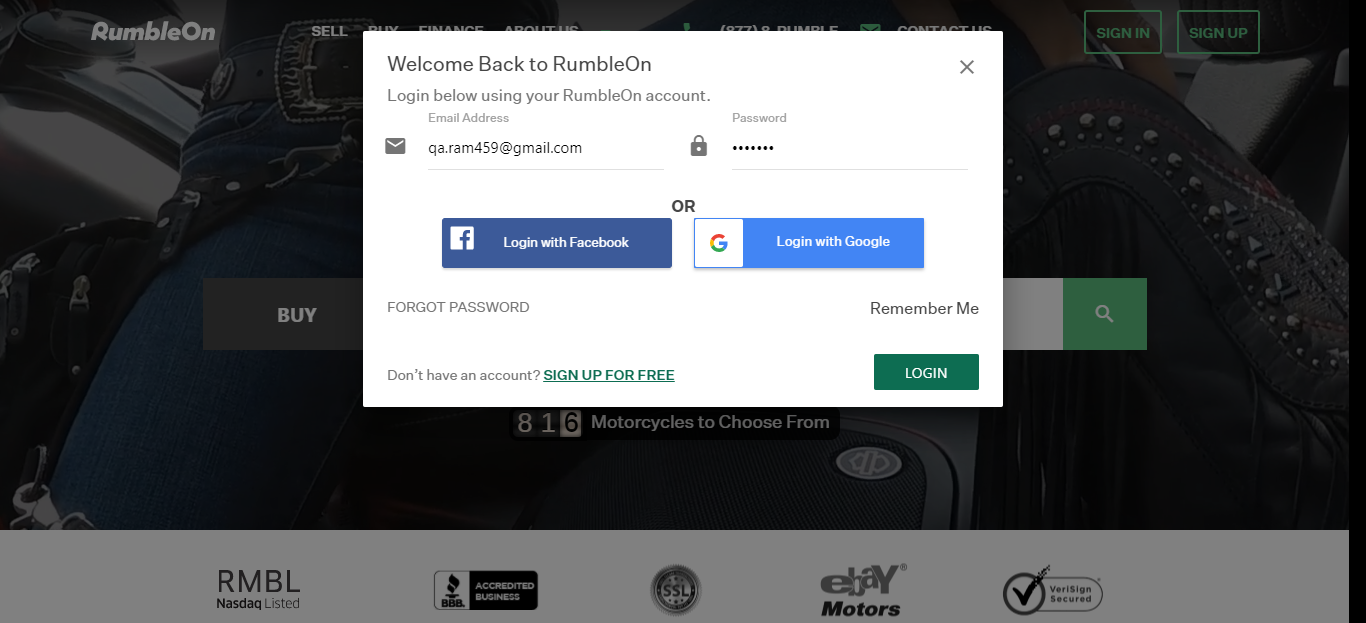 RumbleOn
SELL BUY FINANCE ABOUT US (877) 8-RUMBLE CONTACT US SIGN IN SIGN UP
Welcome Back to RumbleOn
Login below using your RumbleOn account.
Email Address Password
qa.ram459@gmail.com •••••••
OR
Login with Facebook Login with Google
FORGOT PASSWORD Remember Me
BUY
Don't have an account? SIGN UP FOR FREE LOGIN
816 Motorcycles to Choose From
RMBL
Nasdaq Listed
BBB.
ACCREDITED
BUSINESS
SSL
ebay®
Motors
VeriSign
Secured